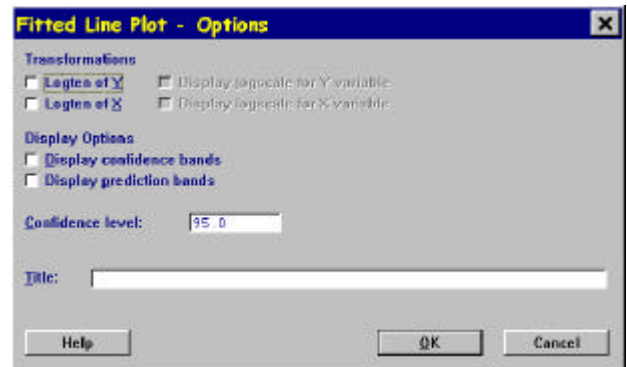 Fitted Line Plot - Options
Transformations
Logten of Y Display logscale for Y variable
Logten of X Display logscale for X variable
Display Options
Display confidence bands
Display prediction bands
Confidence level: 95.0
Title:
Help OK Cancel